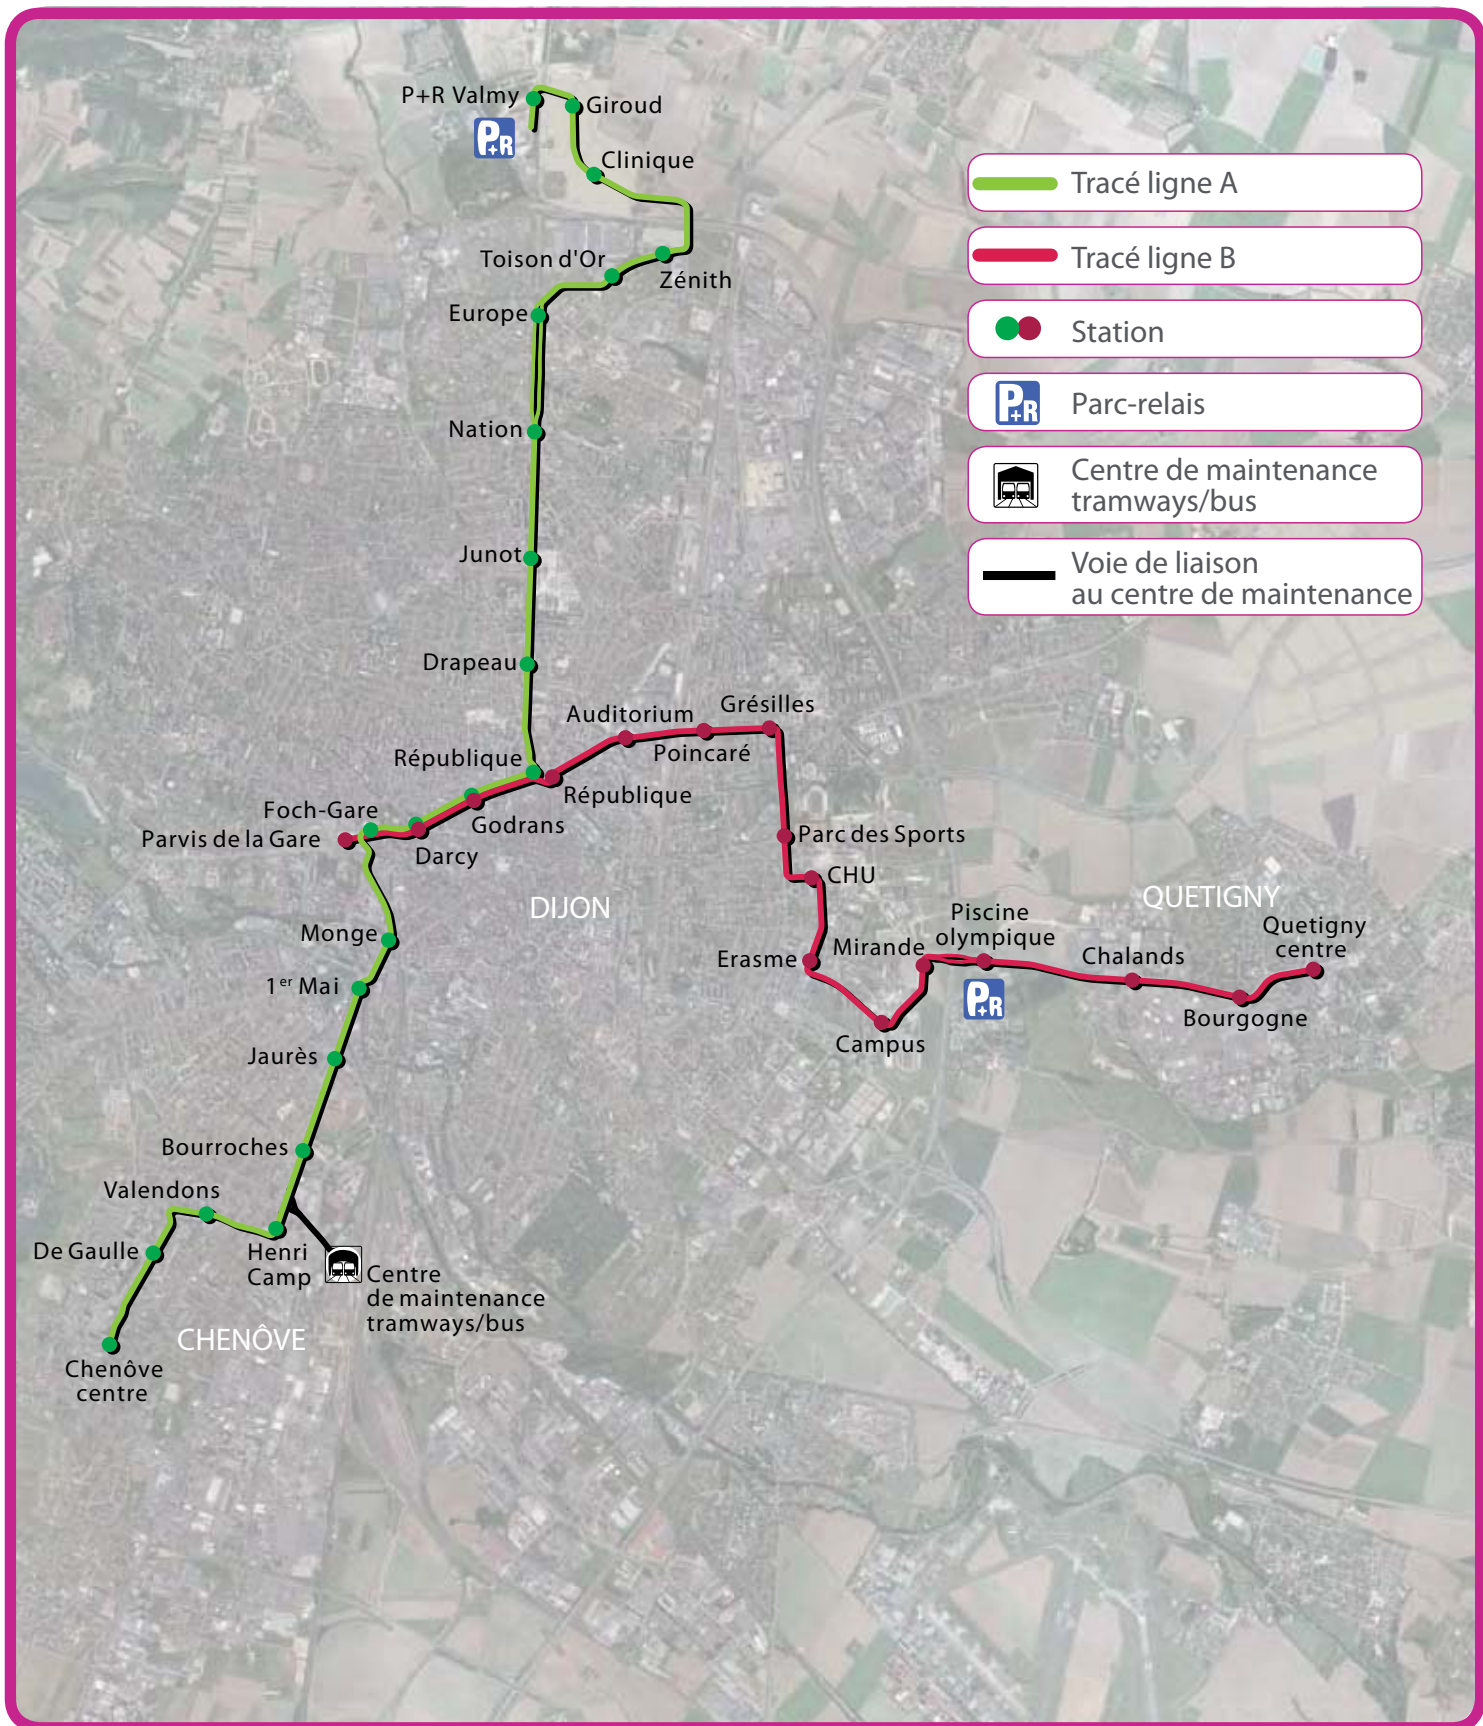 P+R Valmy
P+R
Giroud
Clinique
Toison d'Or
Zénith
Europe
Nation
Junot
Drapeau
République
Auditorium
Poincaré
Grésilles
République
Foch-Gare
Parvis de la Gare
Godrans
Darcy
Parc des Sports
CHU
DIJON
QUETIGNY
Monge
Erasme
Mirande
Piscine
olympique
P+R
Chalands
Quetigny
centre
Bourgogne
Campus
1er Mai
Jaurès
Bourroches
Valendons
De Gaulle
Henri
Camp
Centre
de maintenance
tramways/bus
CHENÔVE
Chenôve
centre
Tracé ligne A
Tracé ligne B
Station
P+R
Parc-relais
Centre de maintenance
tramways/bus
Voie de liaison
au centre de maintenance